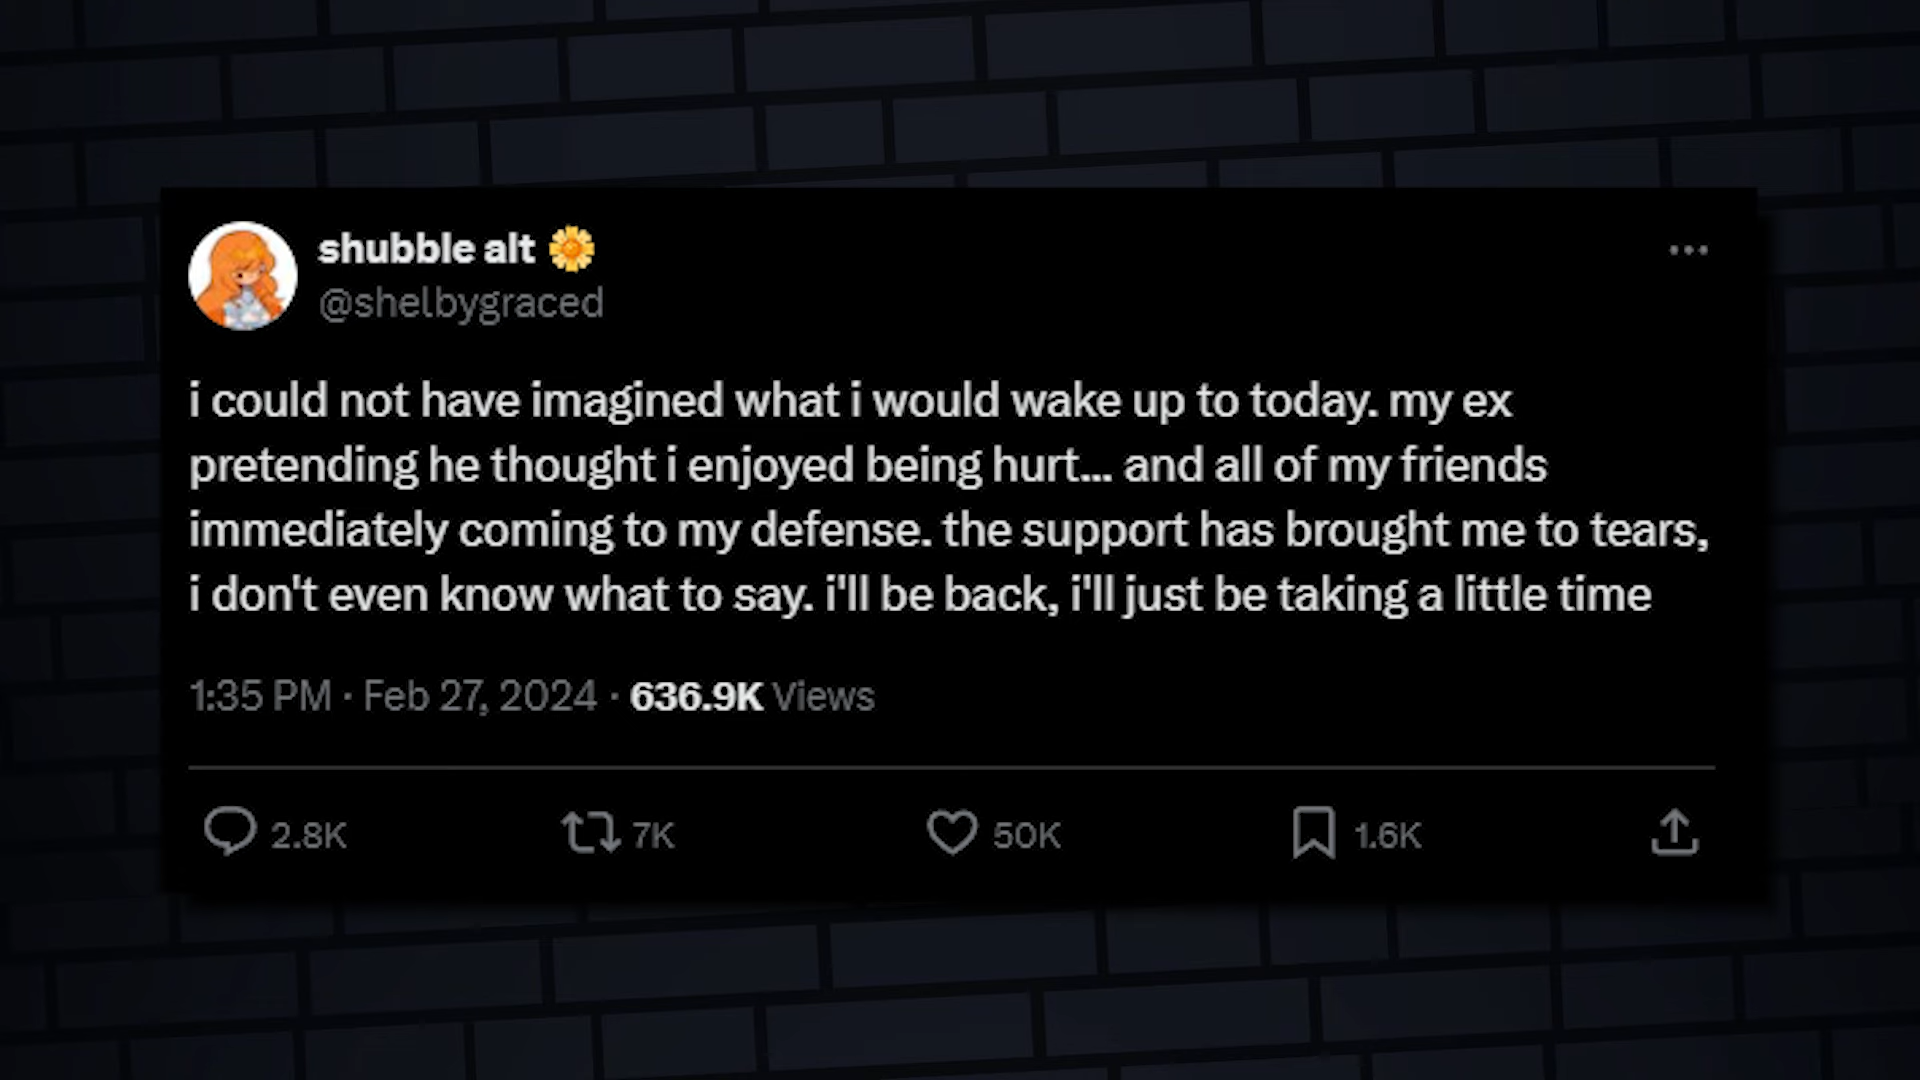 shubble alt 🌼
@shelbygraced
i could not have imagined what i would wake up to today. my ex
pretending he thought i enjoyed being hurt... and all of my friends
immediately coming to my defense. the support has brought me to tears,
i don't even know what to say. i'll be back, i'll just be taking a little time
1:35 PM · Feb 27, 2024 · 636.9K Views
2.8K 7K 50K 1.6K